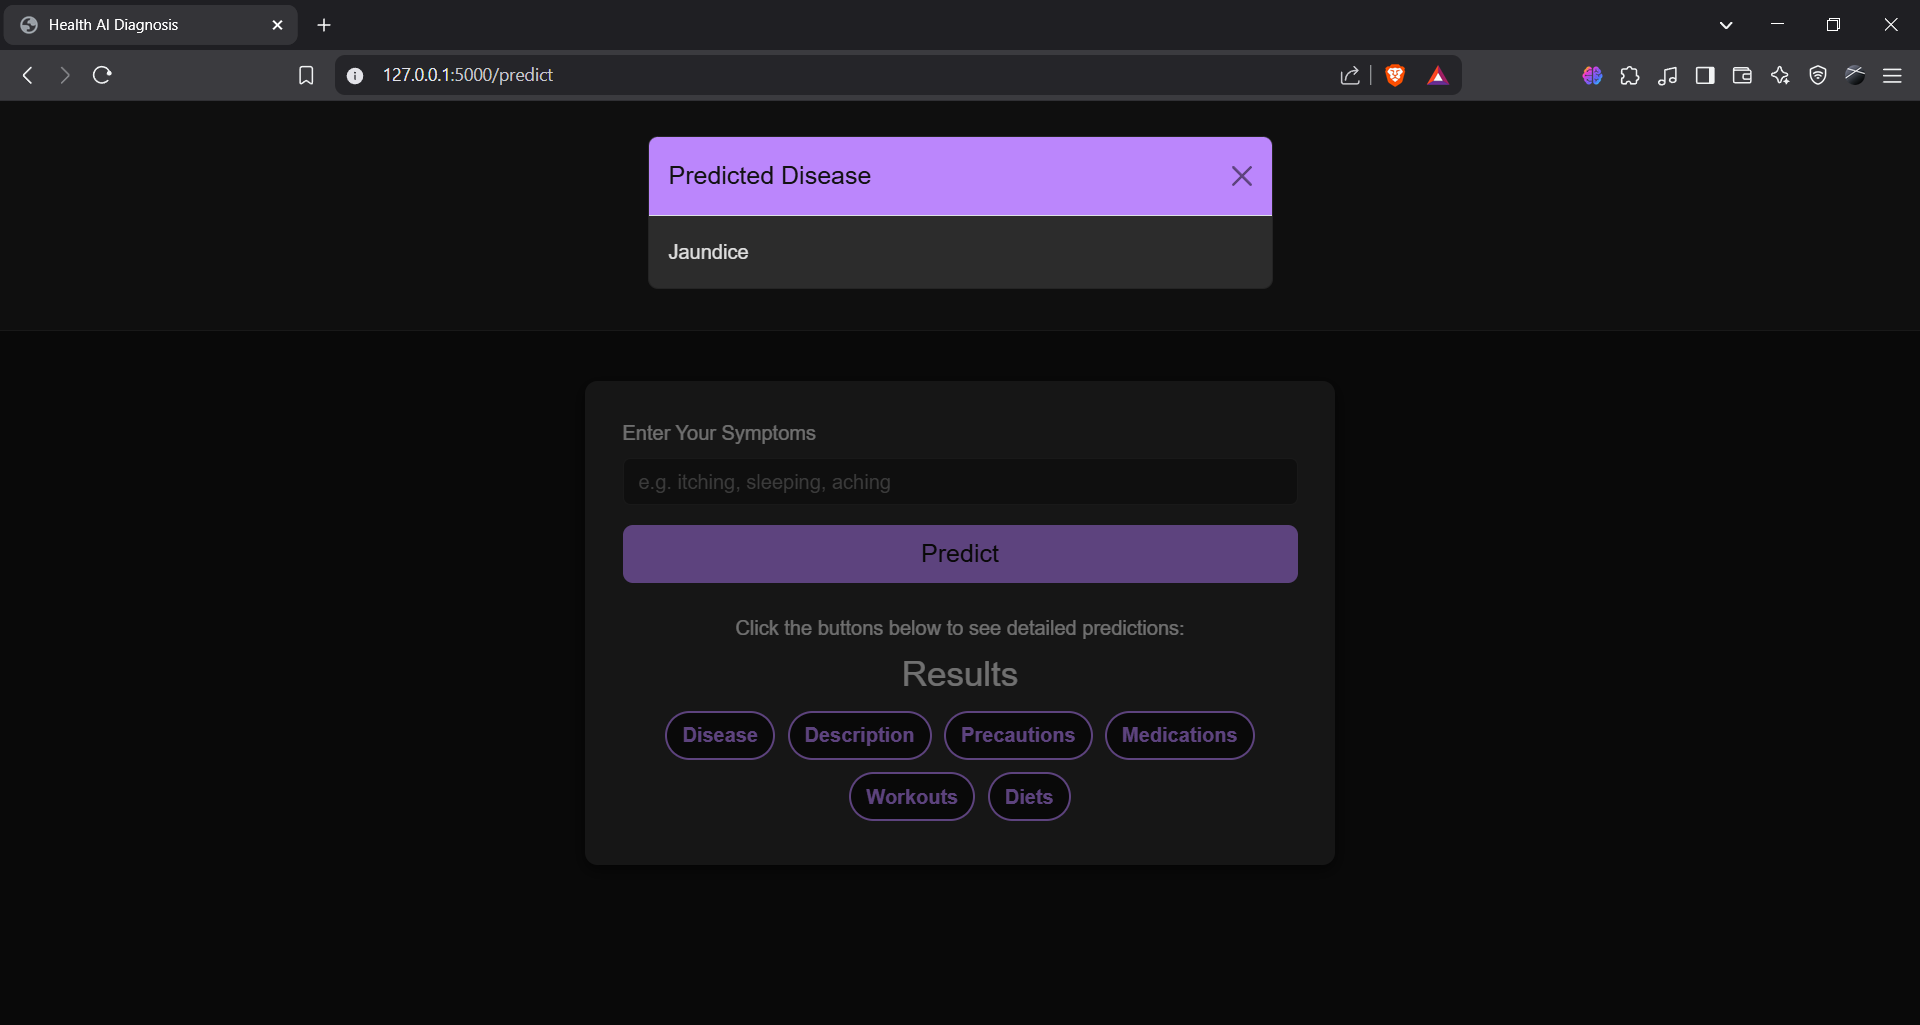 Health AI Diagnosis
127.0.0.1:5000/predict
Predicted Disease
Jaundice
Enter Your Symptoms
e.g. itching, sleeping, aching
Predict
Click the buttons below to see detailed predictions:
Results
Disease Description Precautions Medications
Workouts Diets